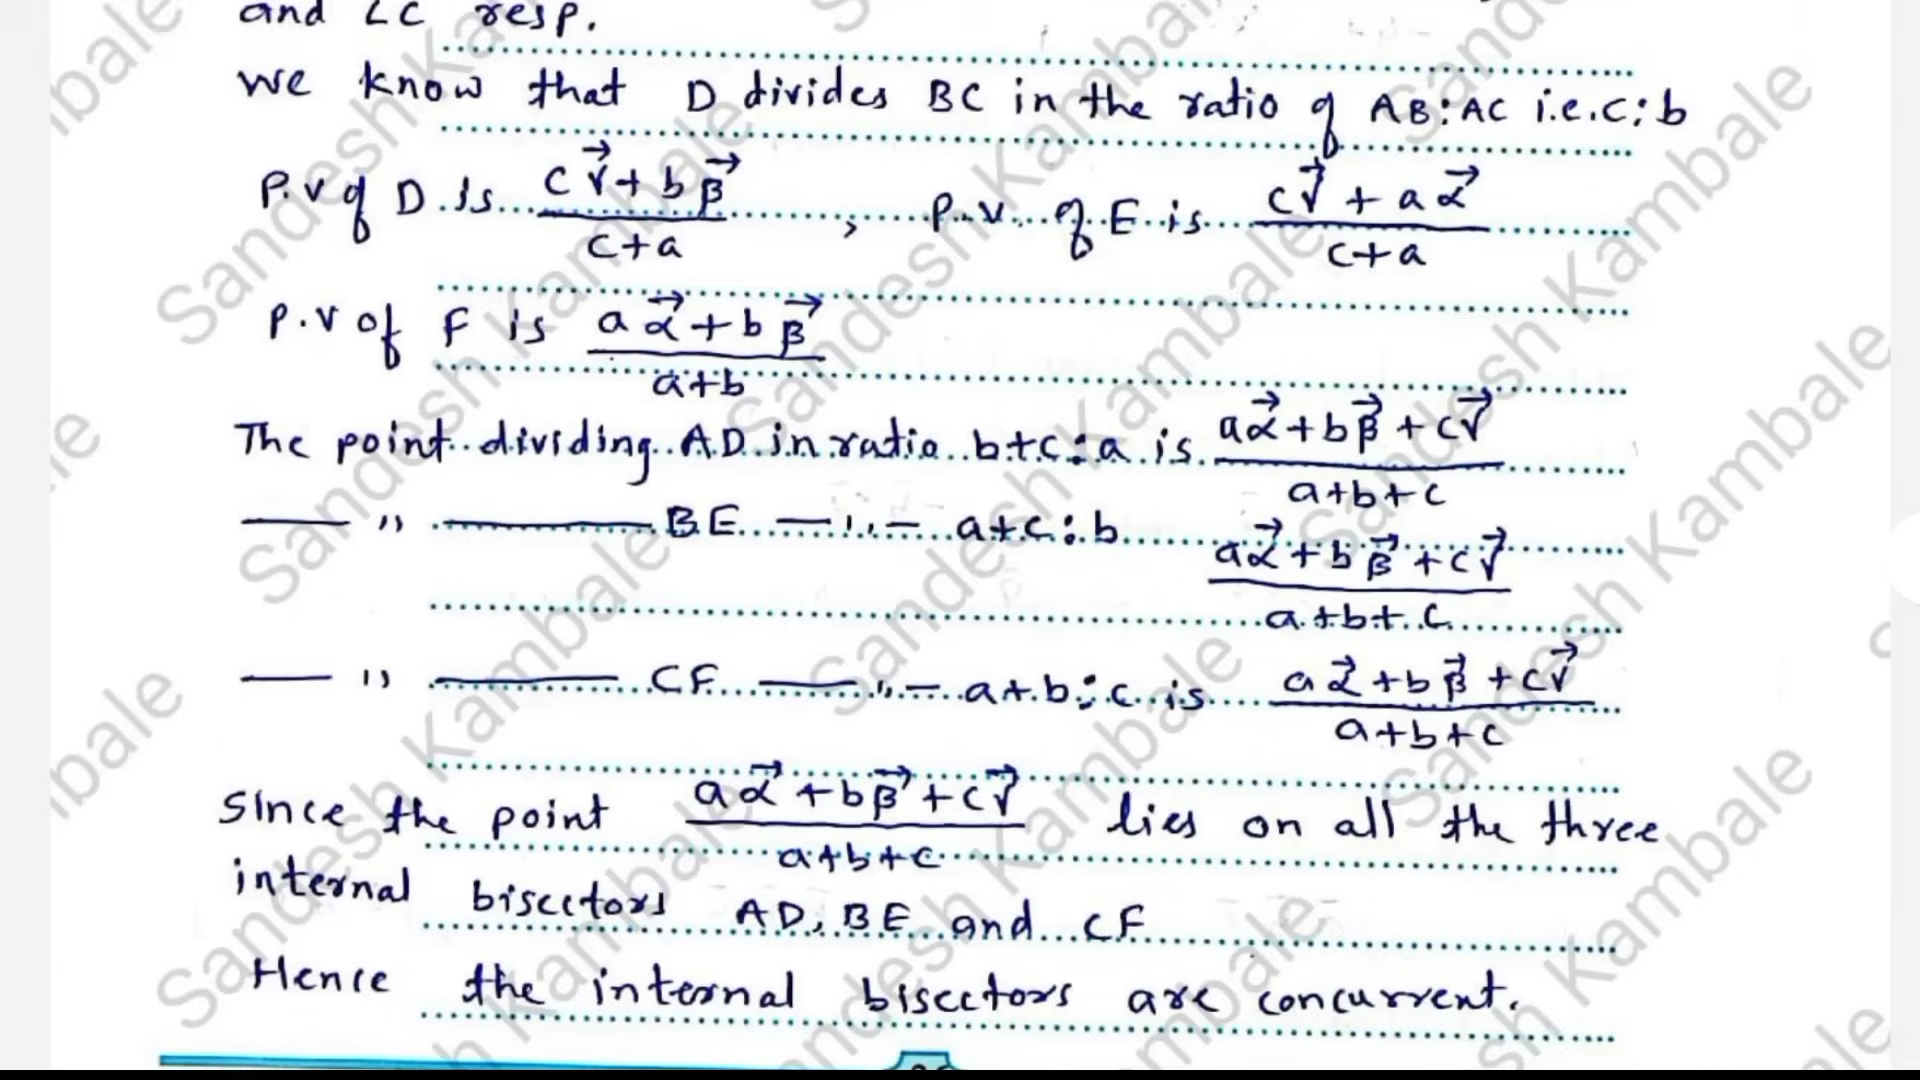 and ∠C resp.
we know that D divides BC in the ratio of AB:AC i.e. c:b
P.v of D is (c γ⃗ + b β⃗)/(c+a) , P.v. of E is (c γ⃗ + a α⃗)/(c+a)
P.v of F is (a α⃗ + b β⃗)/(a+b)
The point dividing AD in ratio b+c:a is (a α⃗ + b β⃗ + c γ⃗)/(a+b+c)
— " — BE — " — a+c:b (a α⃗ + b β⃗ + c γ⃗)/(a+b+c)
— " — CF — " — a+b:c is (a α⃗ + b β⃗ + c γ⃗)/(a+b+c)
Since the point (a α⃗ + b β⃗ + c γ⃗)/(a+b+c) lies on all the three
internal bisectors AD, BE and CF
Hence the internal bisectors are concurrent.
Sandesh Kambale